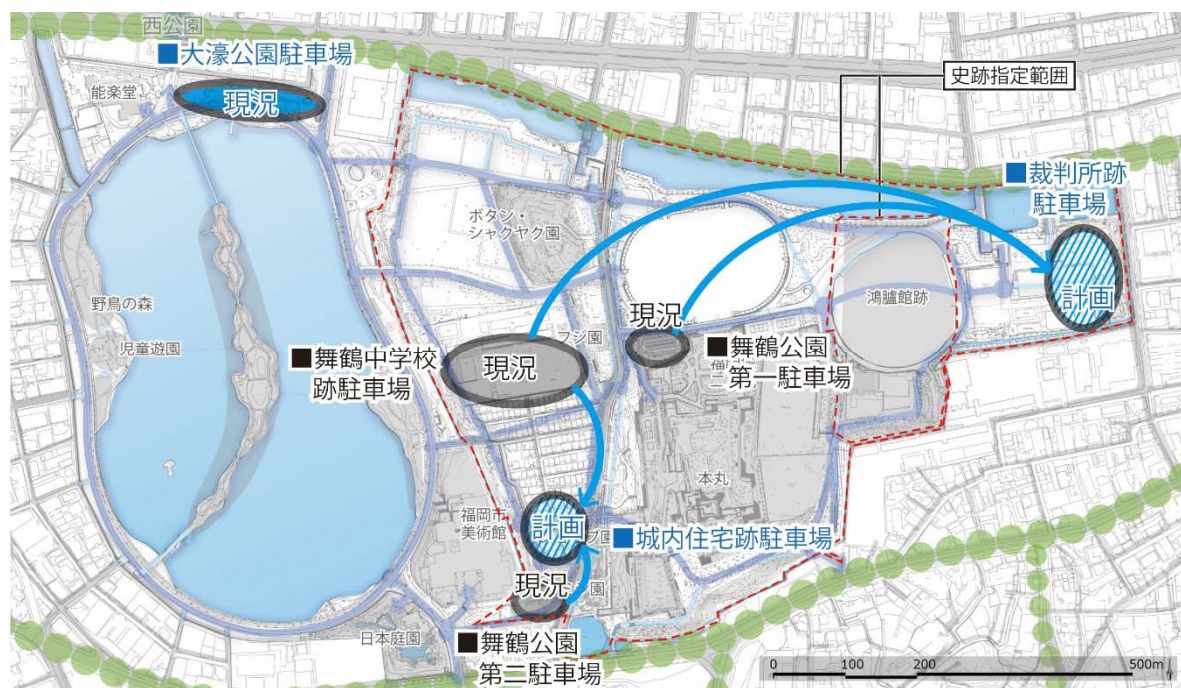 西公園
■大濠公園駐車場
能楽堂
現況
史跡指定範囲
■裁判所跡
駐車場
計画
ボタン・
シャクヤク園
鴻臚館跡
野鳥の森
児童遊園
■舞鶴中学校
跡駐車場
現況
フジ園
現況
■舞鶴公園
第一駐車場
本丸
福岡市
美術館
計画
■城内住宅跡駐車場
現況
園
日本庭園
■舞鶴公園
第二駐車場
0 100 200 500m